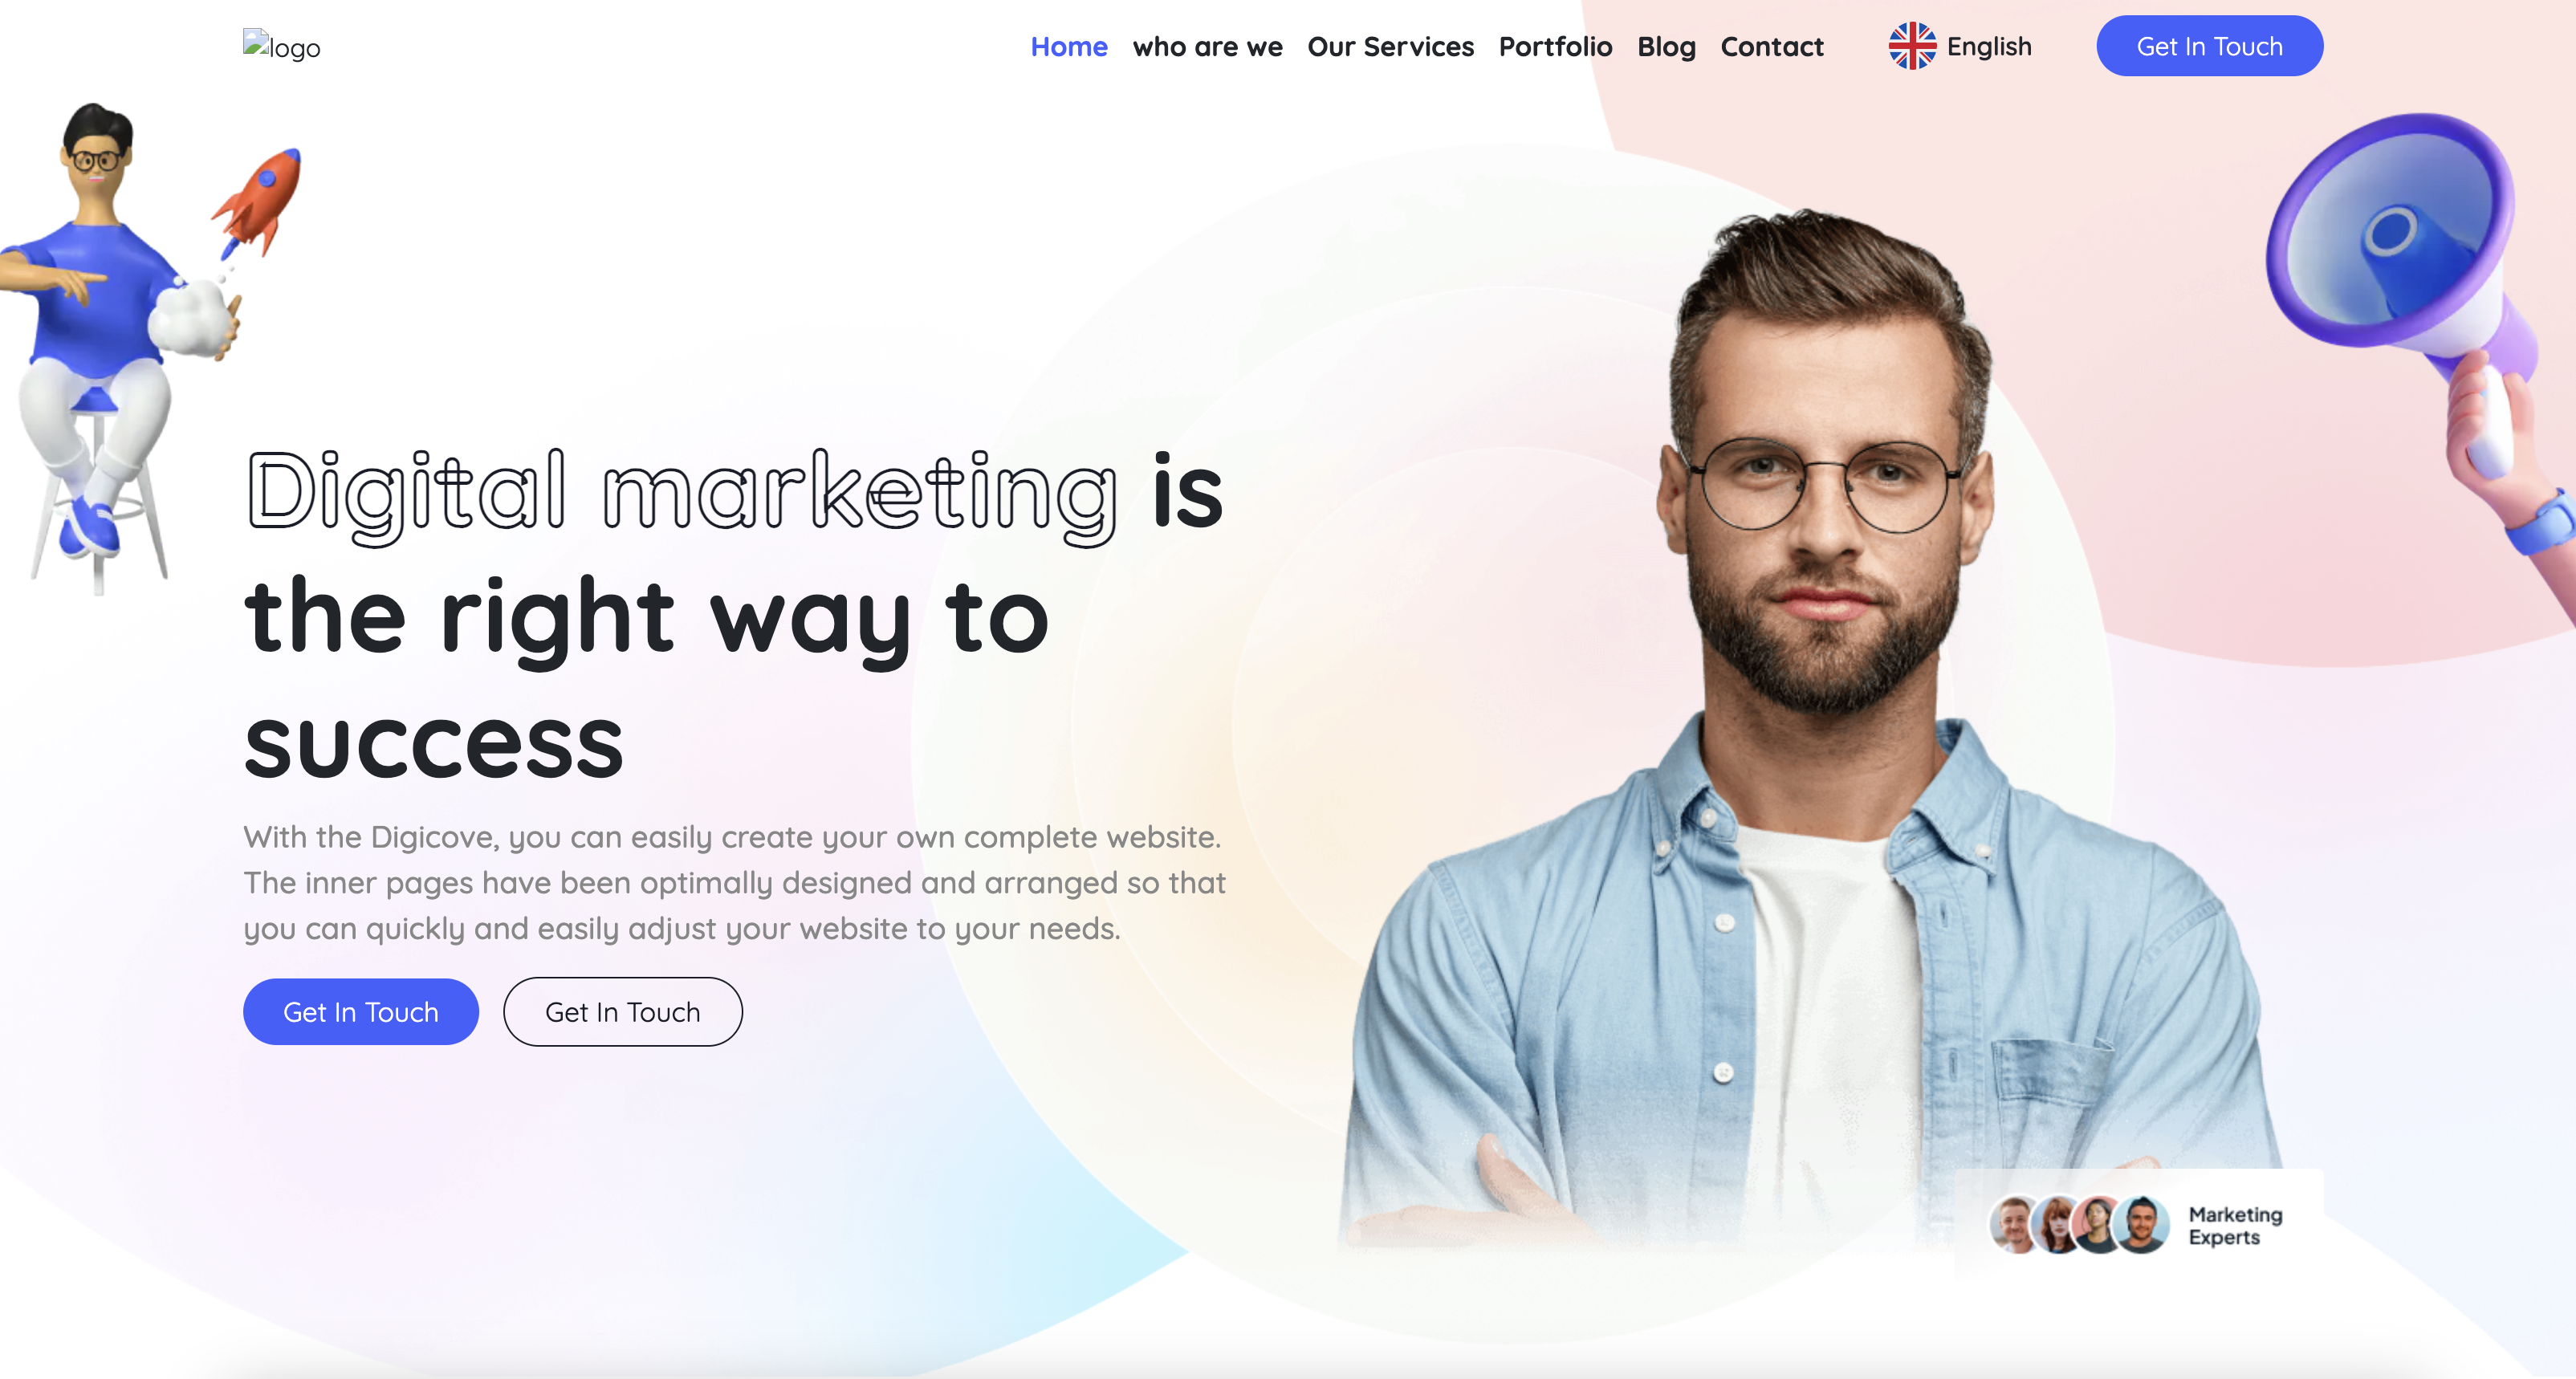 logo
Home who are we Our Services Portfolio Blog Contact English Get In Touch
Digital marketing is
the right way to
success
With the Digicove, you can easily create your own complete website.
The inner pages have been optimally designed and arranged so that
you can quickly and easily adjust your website to your needs.
Get In Touch Get In Touch
Marketing
Experts